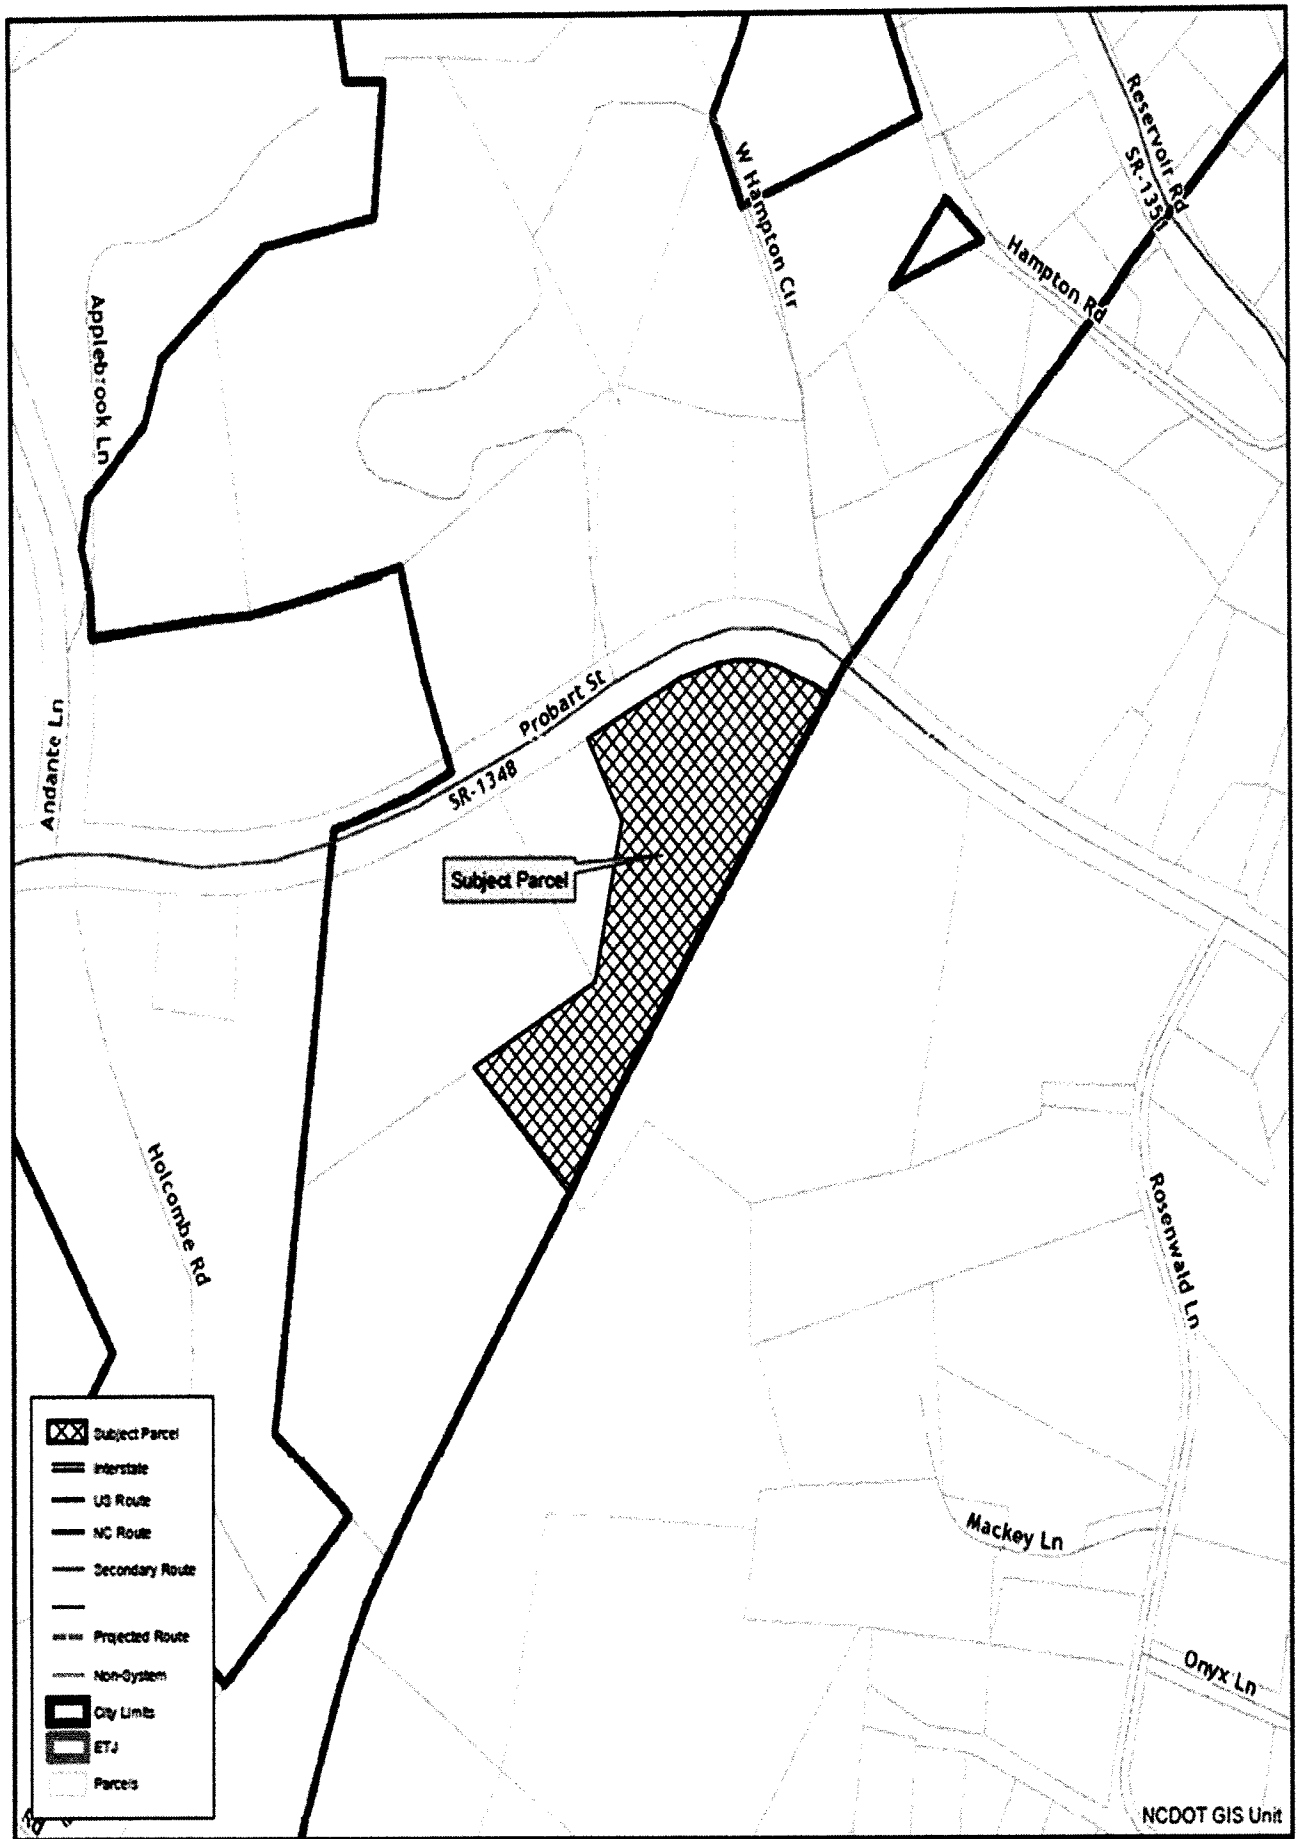 Reservoir Rd
SR-1351
W Hampton Cir
Hampton Rd
Applebrook Ln
Probart St
SR-1348
Andante Ln
Subject Parcel
Holcombe Rd
Rosenwald Ln
Mackey Ln
Onyx Ln
Subject Parcel
Interstate
US Route
NC Route
Secondary Route
Projected Route
Non-System
City Limits
ETJ
Parcels
Rd
NCDOT GIS Unit